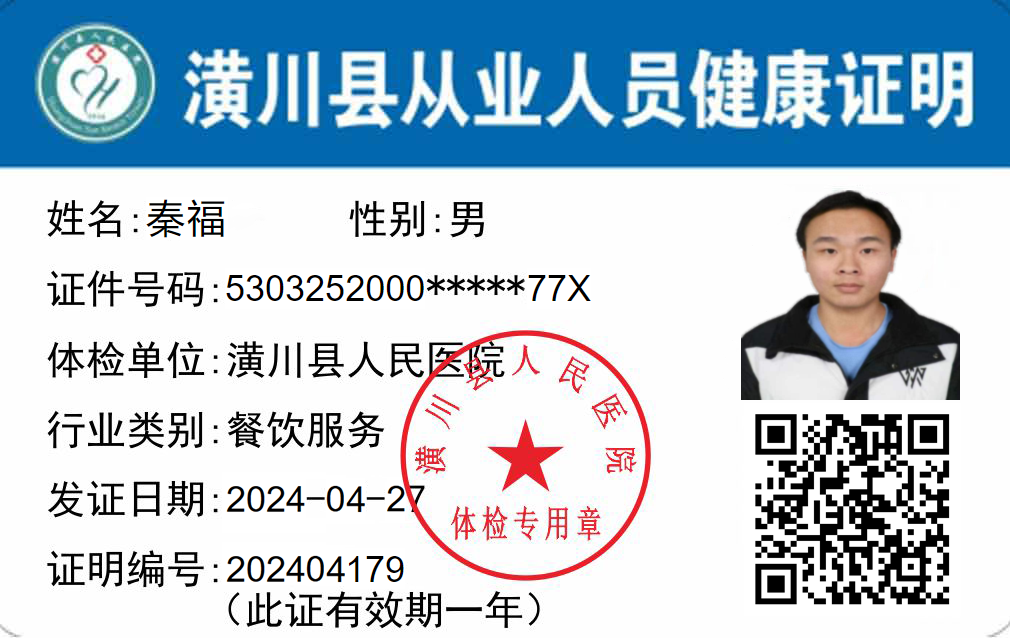 潢川县从业人员健康证明
姓名:秦福 性别:男
证件号码:5303252000*****77X
体检单位:潢川县人民医院
行业类别:餐饮服务
发证日期:2024-04-27
证明编号:202404179
（此证有效期一年）
潢川县人民医院
体检专用章